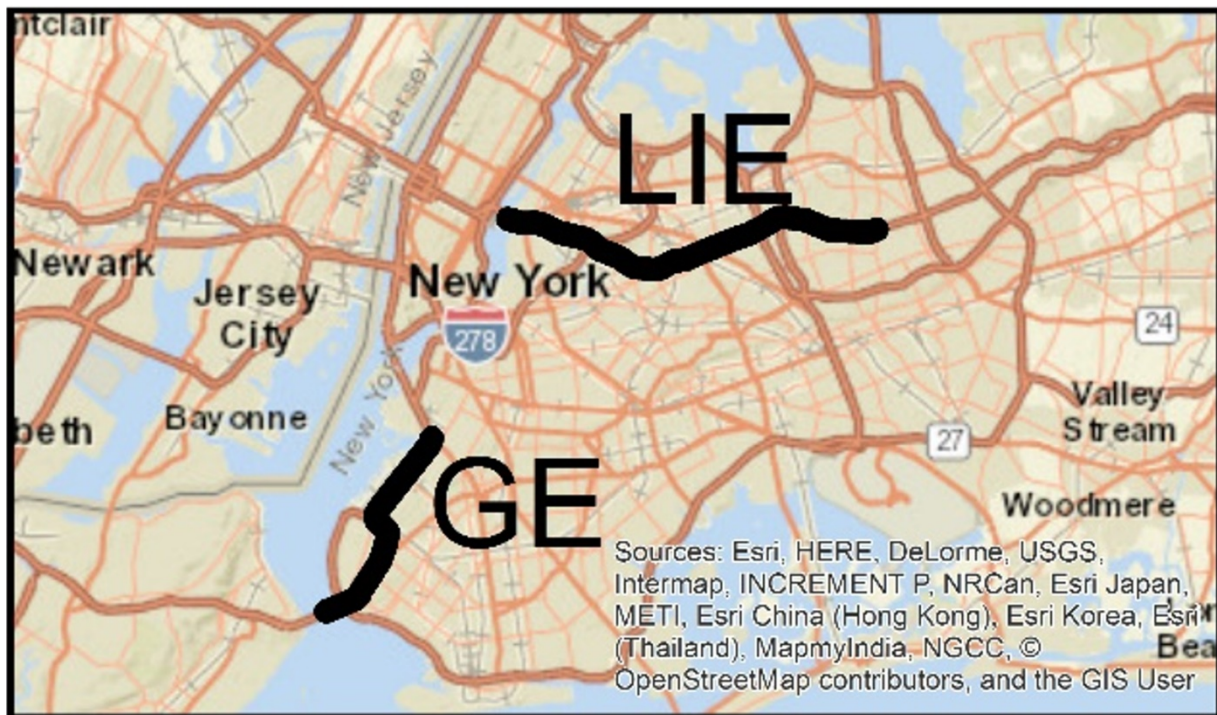 ntclair
New Jersey
LIE
Newark
New York
Jersey
City
278
24
New York
Bayonne
beth
Valley
Stream
27
GE
Woodmere
Sources: Esri, HERE, DeLorme, USGS,
Intermap, INCREMENT P, NRCan, Esri Japan,
METI, Esri China (Hong Kong), Esri Korea, Esri
(Thailand), MapmyIndia, NGCC, ©
Bea
OpenStreetMap contributors, and the GIS User